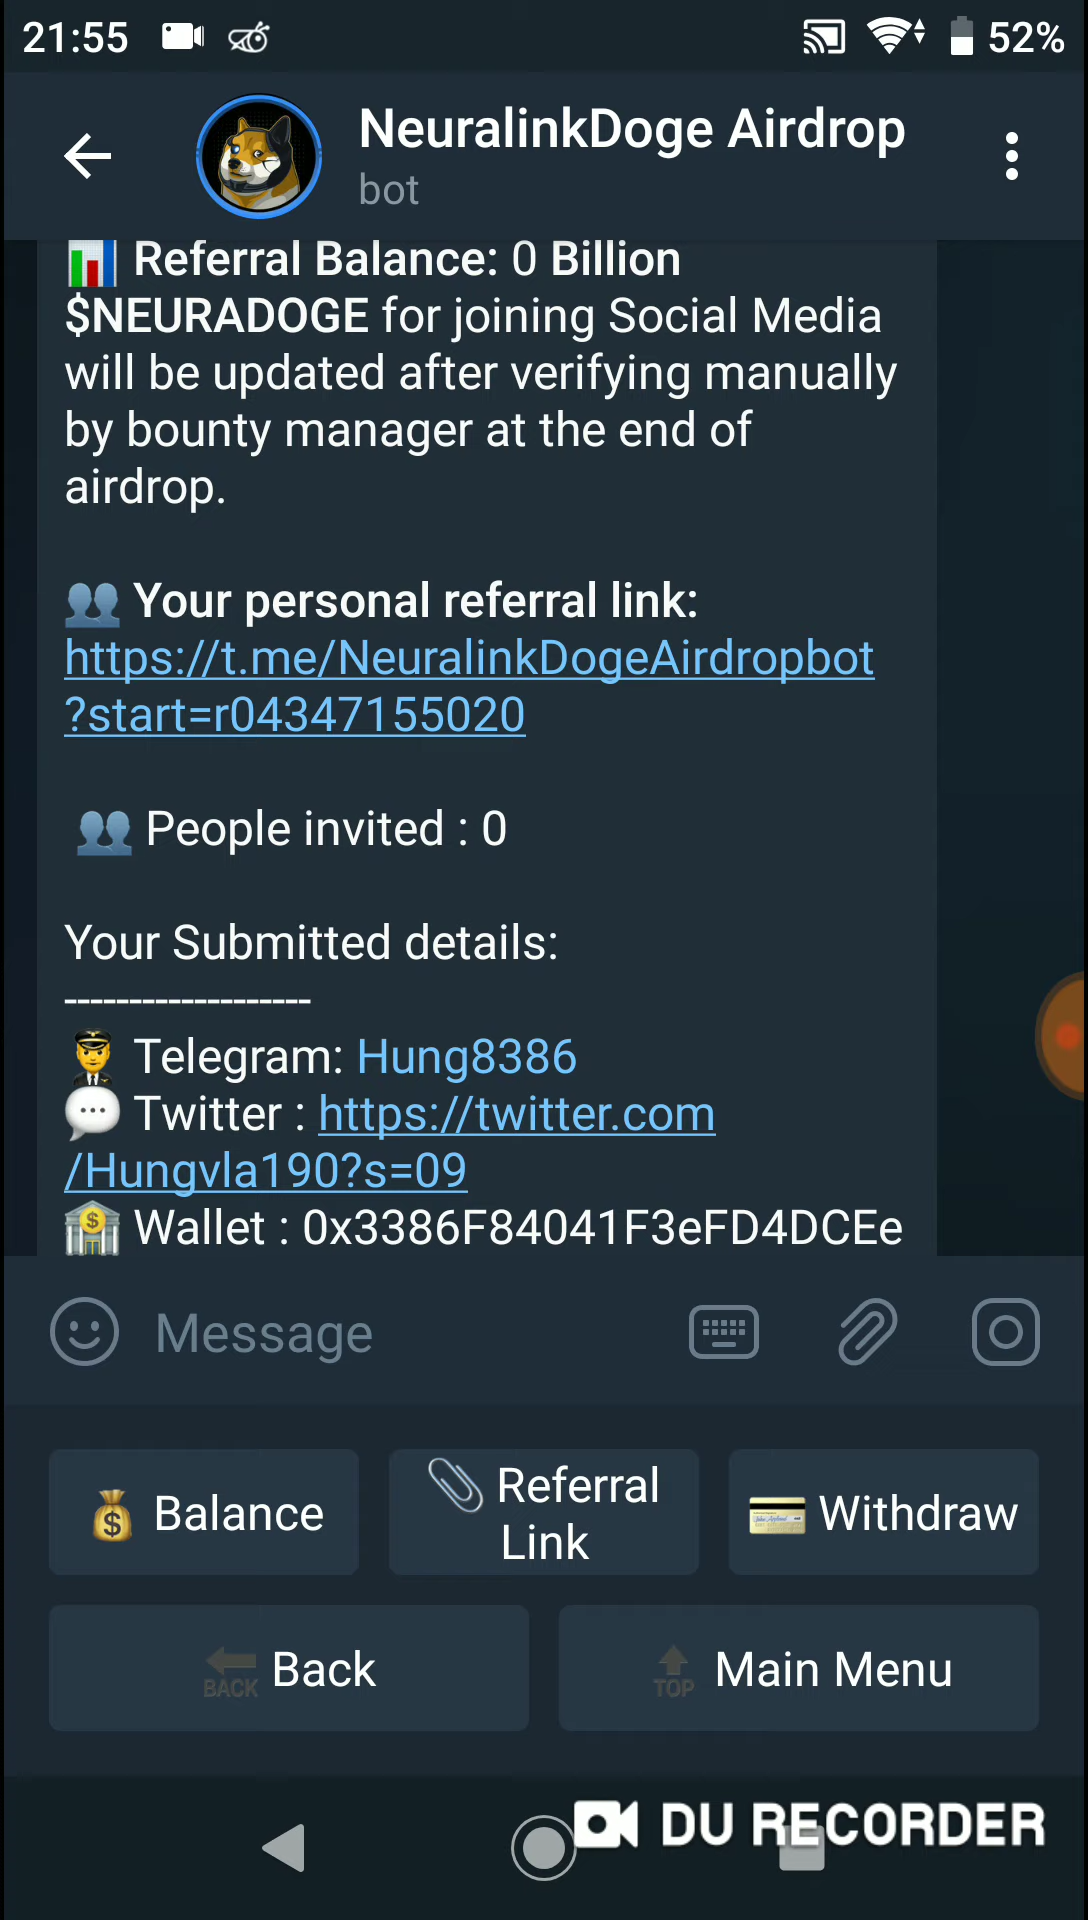 21:55
52%
NeuralinkDoge Airdrop
bot
Referral Balance: 0 Billion
$NEURADOGE for joining Social Media
will be updated after verifying manually
by bounty manager at the end of
airdrop.
Your personal referral link:
https://t.me/NeuralinkDogeAirdropbot
?start=r04347155020
People invited : 0
Your Submitted details:
-------------------
Telegram: Hung8386
Twitter : https://twitter.com
/Hungvla190?s=09
Wallet : 0x3386F84041F3eFD4DCEe
Message
Balance
Referral
Link
Withdraw
BACK Back
TOP Main Menu
DU RECORDER